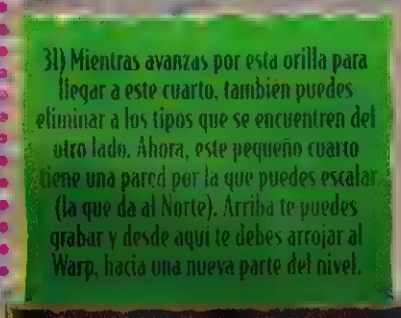 31) Mientras avanzas por esta orilla para
llegar a este cuarto, también puedes
eliminar a los tipos que se encuentren del
otro lado. Ahora, este pequeño cuarto
tiene una pared por la que puedes escalar
(la que da al Norte). Arriba te puedes
grabar y desde aquí te debes arrojar al
Warp, hacia una nueva parte del nivel.